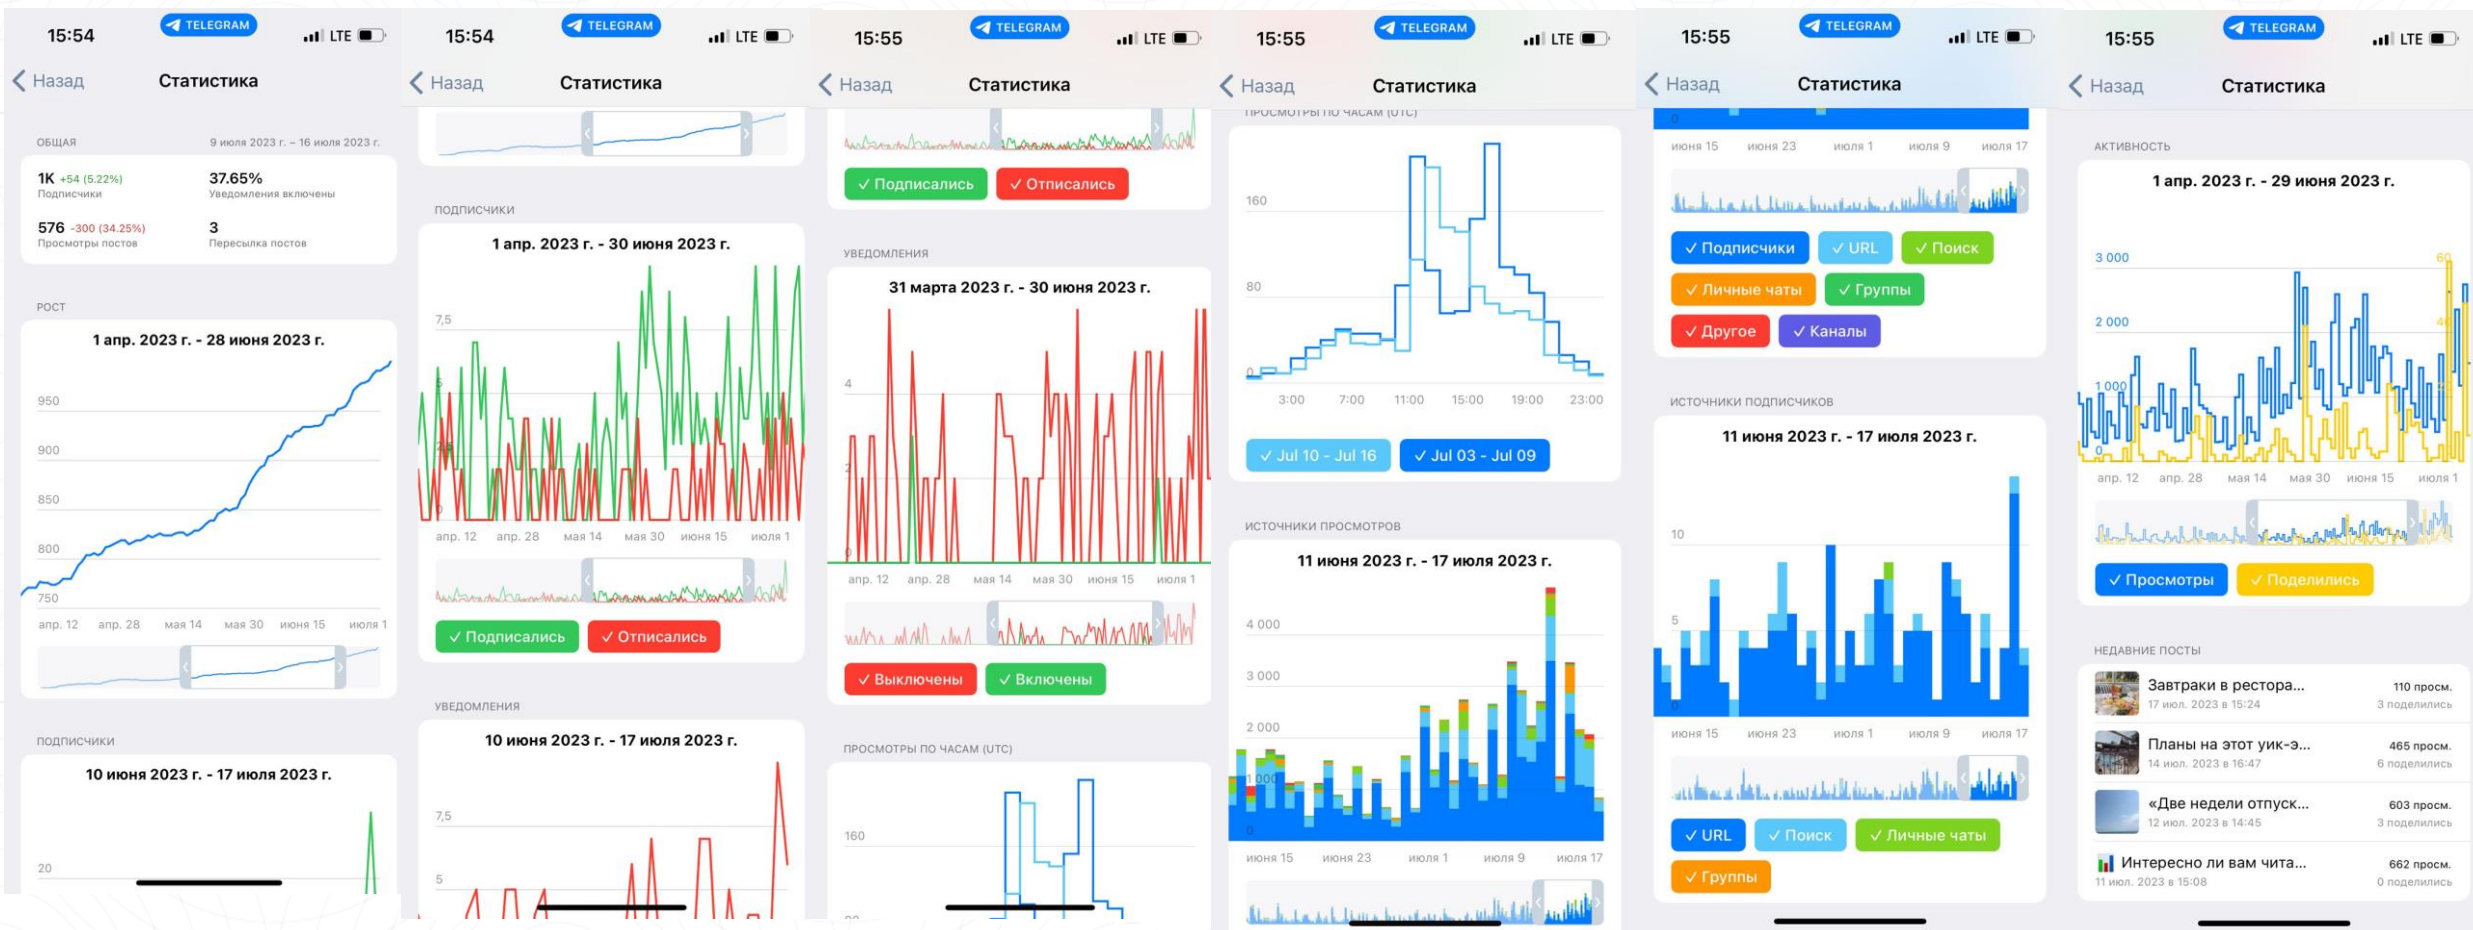 15:54
TELEGRAM
LTE
Назад
Статистика
ОБЩАЯ
9 июля 2023 г. – 16 июля 2023 г.
1K +54 (5.22%)
37.65%
Подписчики
Уведомления включены
576 -300 (34.25%)
3
Просмотры постов
Пересылка постов
РОСТ
1 апр. 2023 г. - 28 июня 2023 г.
950
900
850
800
750
апр. 12 апр. 28 мая 14 мая 30 июня 15 июля 1
ПОДПИСЧИКИ
10 июня 2023 г. - 17 июля 2023 г.
20
15:54
TELEGRAM
LTE
Назад
Статистика
ПОДПИСЧИКИ
1 апр. 2023 г. - 30 июня 2023 г.
7,5
5
0
апр. 12 апр. 28 мая 14 мая 30 июня 15 июля 1
Подписались
Отписались
УВЕДОМЛЕНИЯ
10 июня 2023 г. - 17 июля 2023 г.
7,5
5
15:55
TELEGRAM
LTE
Назад
Статистика
Подписались
Отписались
УВЕДОМЛЕНИЯ
31 марта 2023 г. - 30 июня 2023 г.
4
2
0
апр. 12 апр. 28 мая 14 мая 30 июня 15 июля 1
Выключены
Включены
ПРОСМОТРЫ ПО ЧАСАМ (UTC)
160
15:55
TELEGRAM
LTE
Назад
Статистика
ПРОСМОТРЫ ПО ЧАСАМ (UTC)
160
80
0
3:00 7:00 11:00 15:00 19:00 23:00
Jul 10 - Jul 16
Jul 03 - Jul 09
ИСТОЧНИКИ ПРОСМОТРОВ
11 июня 2023 г. - 17 июля 2023 г.
4 000
3 000
2 000
1 000
0
июня 15 июня 23 июля 1 июля 9 июля 17
15:55
TELEGRAM
LTE
Назад
Статистика
0
июня 15 июня 23 июля 1 июля 9 июля 17
Подписчики
URL
Поиск
Личные чаты
Группы
Другое
Каналы
ИСТОЧНИКИ ПОДПИСЧИКОВ
11 июня 2023 г. - 17 июля 2023 г.
10
5
0
июня 15 июня 23 июля 1 июля 9 июля 17
URL
Поиск
Личные чаты
Группы
15:55
TELEGRAM
LTE
Назад
Статистика
АКТИВНОСТЬ
1 апр. 2023 г. - 29 июня 2023 г.
3 000
60
2 000
1 000
0
апр. 12 апр. 28 мая 14 мая 30 июня 15 июля 1
Просмотры
Поделились
НЕДАВНИЕ ПОСТЫ
Завтраки в рестора...
110 просм.
17 июл. 2023 в 15:24
3 поделились
Планы на этот уик-э...
465 просм.
14 июл. 2023 в 16:47
6 поделились
«Две недели отпуск...
603 просм.
12 июл. 2023 в 14:45
3 поделились
Интересно ли вам чита...
662 просм.
11 июл. 2023 в 15:08
0 поделились